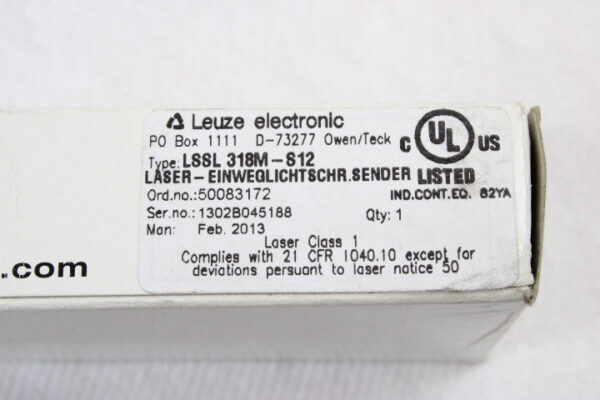 Leuze electronic
PO Box 1111 D-73277 Owen/Teck
C UL US
Type: LSSL 318M-S12
LASER-EINWEGLICHTSCHR.SENDER LISTED
Ord.no.: 50083172 IND.CONT.EQ. 82YA
Ser.no.: 1302B045188 Qty: 1
Man: Feb. 2013
Laser Class 1
Complies with 21 CFR 1040.10 except for
deviations persuant to laser notice 50
.com